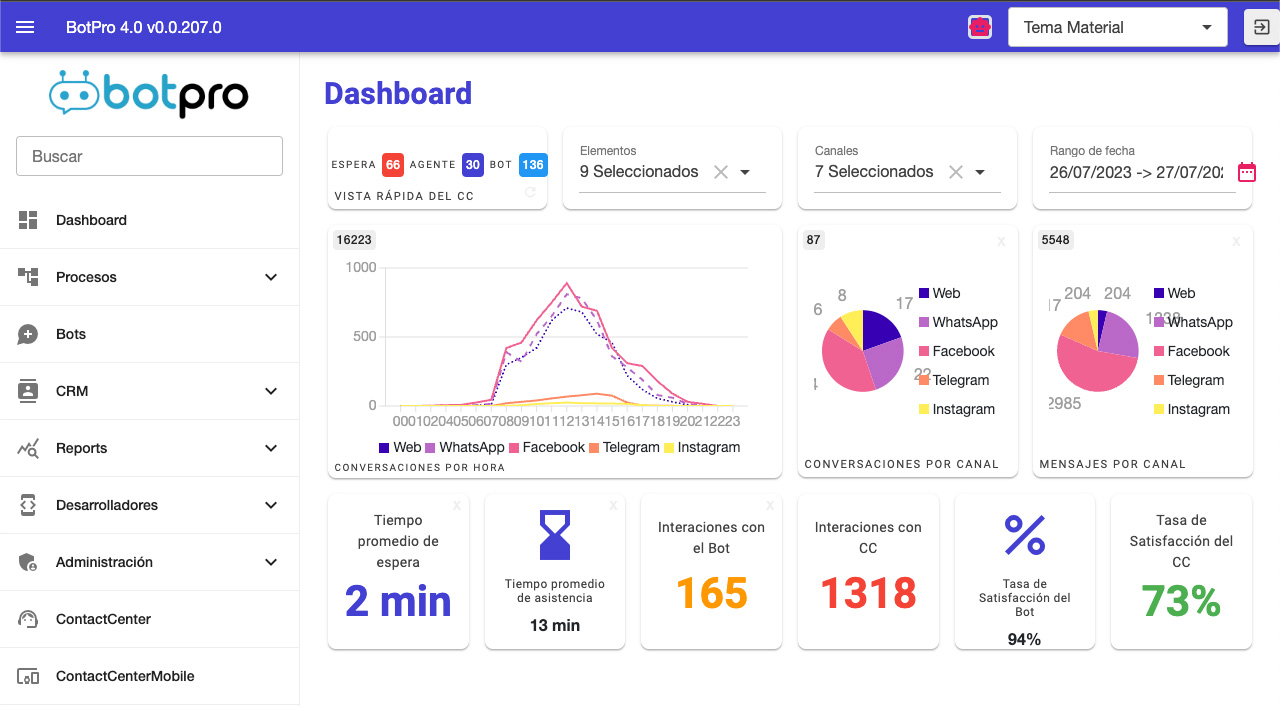 BotPro 4.0 v0.0.207.0
Tema Material
botpro
Buscar
Dashboard
Procesos
Bots
CRM
Reports
Desarrolladores
Administración
ContactCenter
ContactCenterMobile
Dashboard
ESPERA 66 AGENTE 30 BOT 136
VISTA RÁPIDA DEL CC
Elementos
9 Seleccionados
Canales
7 Seleccionados
Rango de fecha
26/07/2023 -> 27/07/202
16223
1000
500
0
0001020405060708091011121314151617181920212223
Web WhatsApp Facebook Telegram Instagram
CONVERSACIONES POR HORA
87
x
8
17
6
22
4
Web
WhatsApp
Facebook
Telegram
Instagram
CONVERSACIONES POR CANAL
5548
x
204
204
17
2985
Web
WhatsApp
Facebook
Telegram
Instagram
MENSAJES POR CANAL
x
Tiempo
promedio de
espera
2 min
x
Tiempo promedio
de asistencia
13 min
x
Interaciones con
el Bot
165
Interaciones con
CC
1318
Tasa de
Satisfacción del
Bot
94%
Tasa de
Satisfacción del
CC
73%